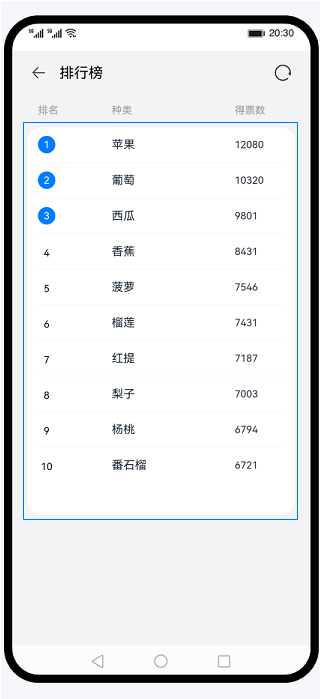 5G 5G 20:30
排行榜
排名 种类 得票数
1 苹果 12080
2 葡萄 10320
3 西瓜 9801
4 香蕉 8431
5 菠萝 7546
6 榴莲 7431
7 红提 7187
8 梨子 7003
9 杨桃 6794
10 番石榴 6721